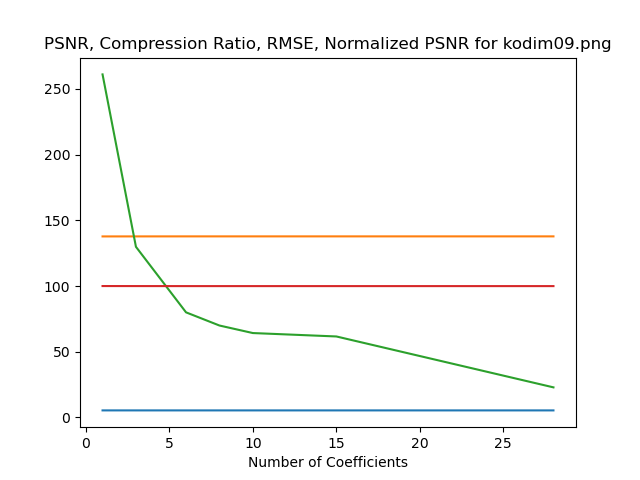 PSNR, Compression Ratio, RMSE, Normalized PSNR for kodim09.png
250
200
150
100
50
0
0 5 10 15 20 25
Number of Coefficients